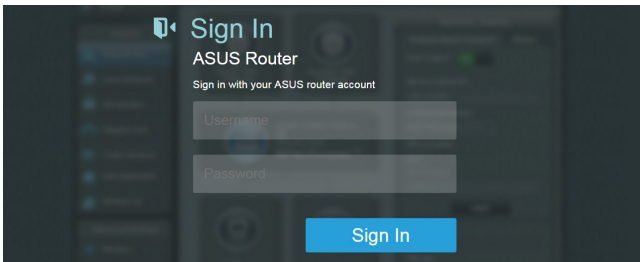 Sign In
ASUS Router
Sign in with your ASUS router account
Username
Password
Sign In